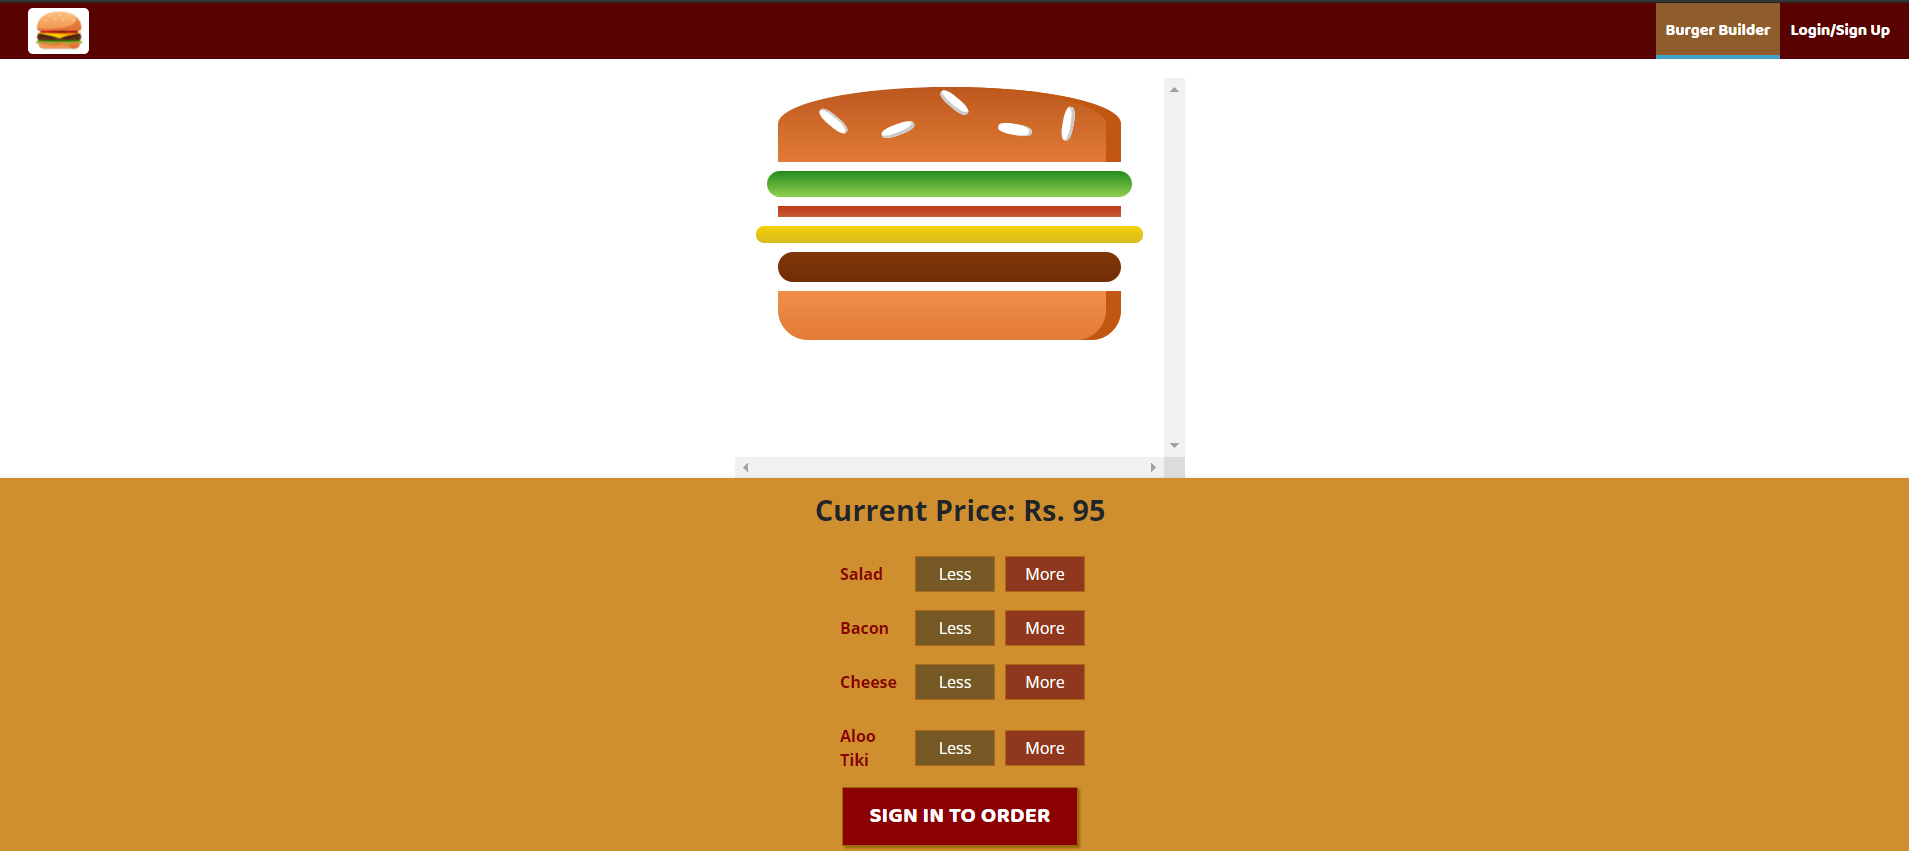 Burger Builder
Login/Sign Up
Current Price: Rs. 95
Salad Less More
Bacon Less More
Cheese Less More
Aloo
Tiki Less More
SIGN IN TO ORDER